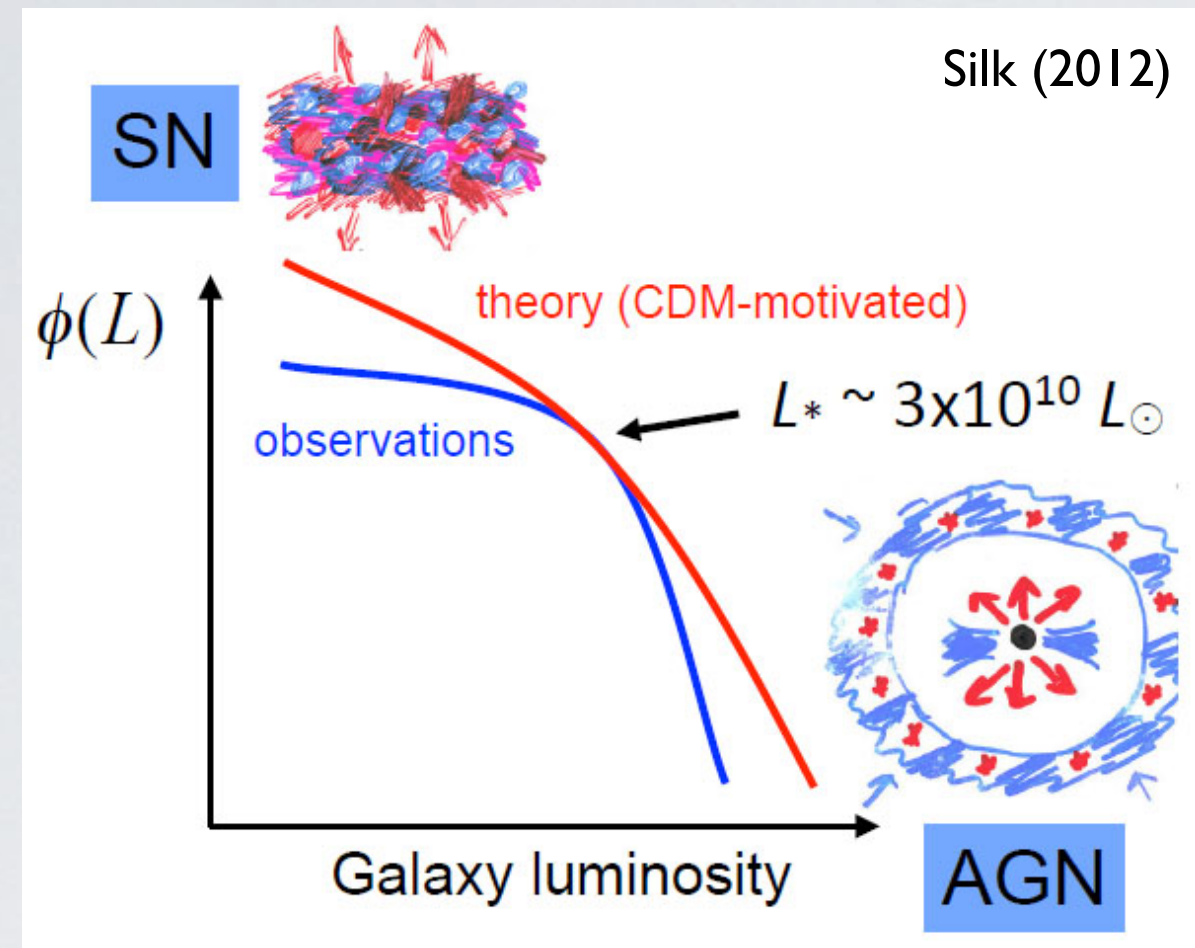 Silk (2012)
SN
ϕ(L)
theory (CDM-motivated)
L* ~ 3x10¹⁰ L☉
observations
Galaxy luminosity
AGN